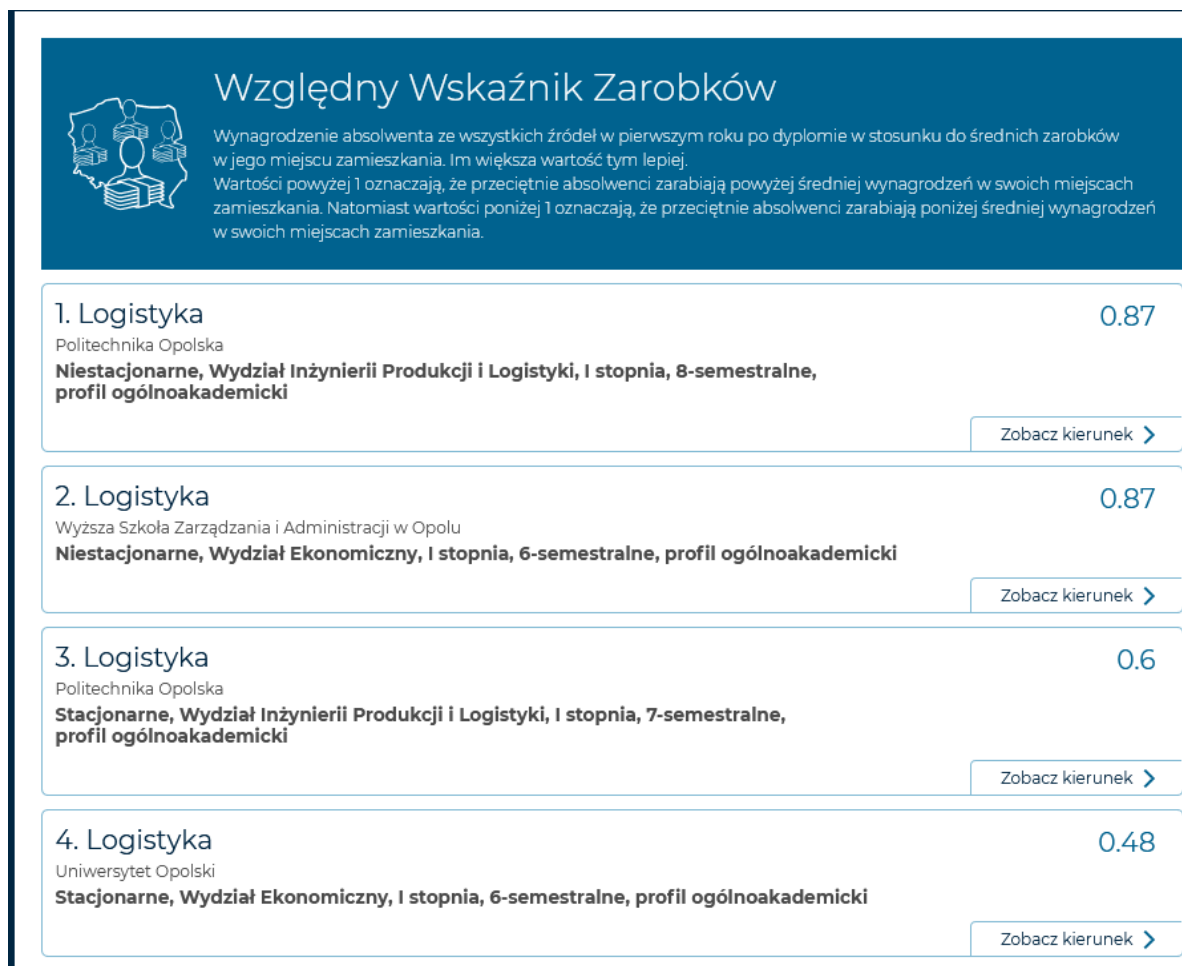 Względny Wskaźnik Zarobków
Wynagrodzenie absolwenta ze wszystkich źródeł w pierwszym roku po dyplomie w stosunku do średnich zarobków
w jego miejscu zamieszkania. Im większa wartość tym lepiej.
Wartości powyżej 1 oznaczają, że przeciętnie absolwenci zarabiają powyżej średniej wynagrodzeń w swoich miejscach
zamieszkania. Natomiast wartości poniżej 1 oznaczają, że przeciętnie absolwenci zarabiają poniżej średniej wynagrodzeń
w swoich miejscach zamieszkania.
1. Logistyka
0.87
Politechnika Opolska
Niestacjonarne, Wydział Inżynierii Produkcji i Logistyki, I stopnia, 8-semestralne,
profil ogólnoakademicki
Zobacz kierunek
2. Logistyka
0.87
Wyższa Szkoła Zarządzania i Administracji w Opolu
Niestacjonarne, Wydział Ekonomiczny, I stopnia, 6-semestralne, profil ogólnoakademicki
Zobacz kierunek
3. Logistyka
0.6
Politechnika Opolska
Stacjonarne, Wydział Inżynierii Produkcji i Logistyki, I stopnia, 7-semestralne,
profil ogólnoakademicki
Zobacz kierunek
4. Logistyka
0.48
Uniwersytet Opolski
Stacjonarne, Wydział Ekonomiczny, I stopnia, 6-semestralne, profil ogólnoakademicki
Zobacz kierunek